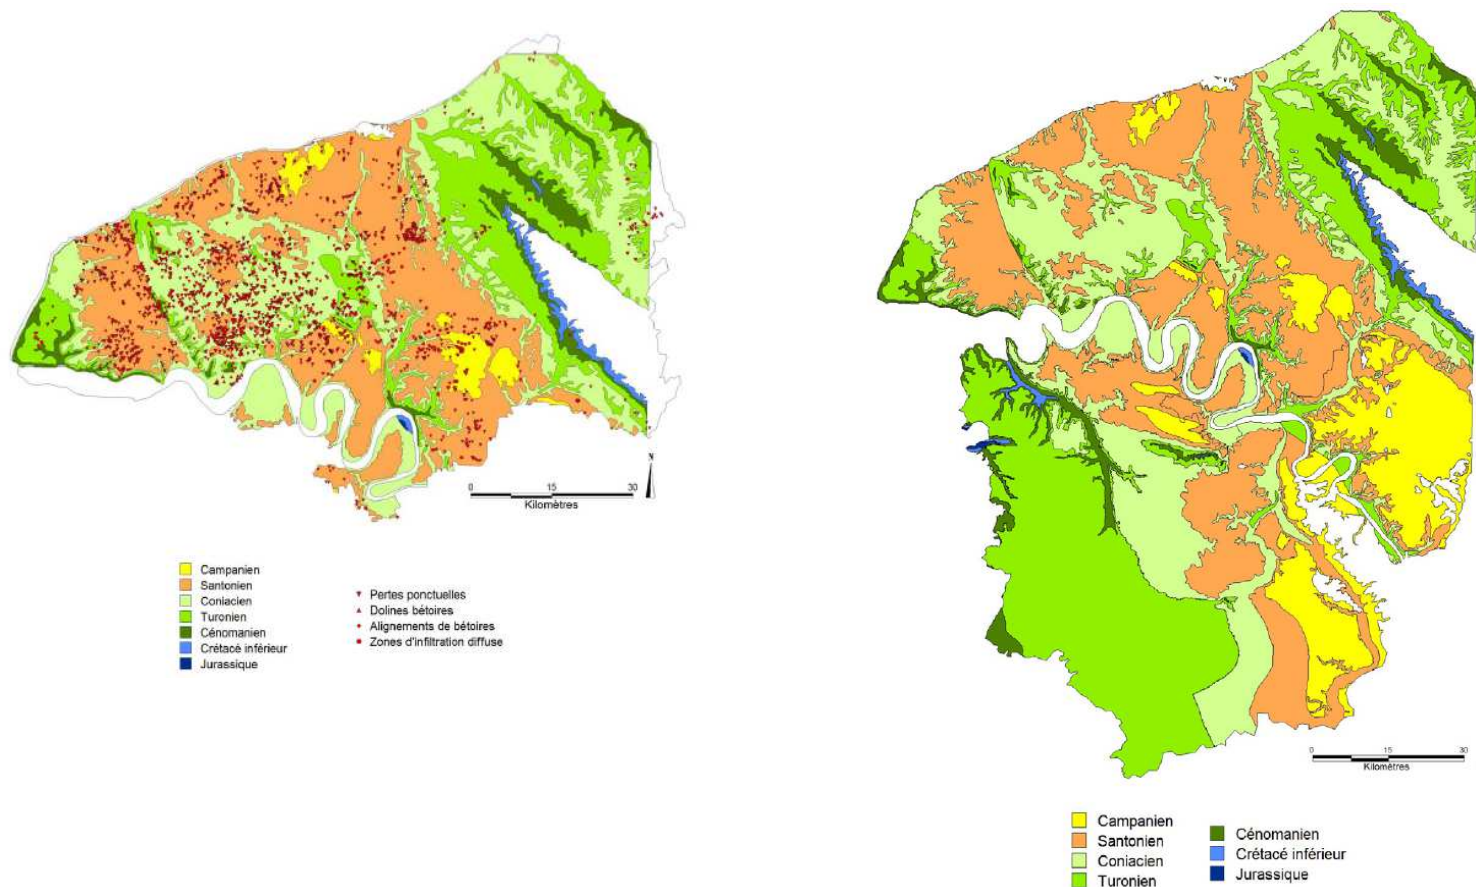 N
0 15 30
Kilomètres
Campanien
Santonien
Coniacien
Turonien
Cénomanien
Crétacé inférieur
Jurassique
Pertes ponctuelles
Dolines bétoires
Alignements de bétoires
Zones d'infiltration diffuse
0 15 30
Kilomètres
Campanien
Santonien
Coniacien
Turonien
Cénomanien
Crétacé inférieur
Jurassique